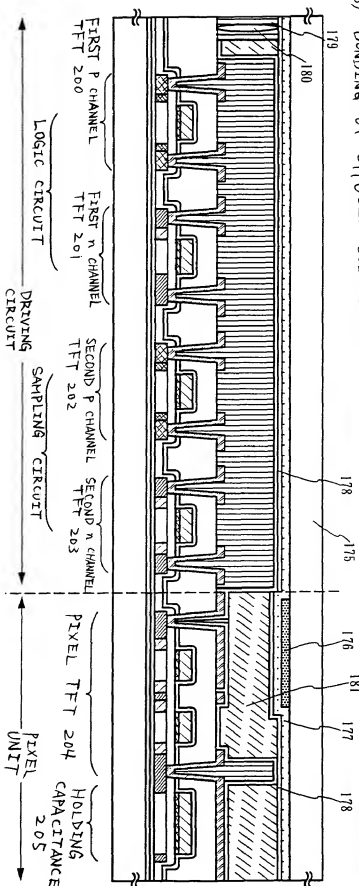 179
180
178
175
176
181
177
178
FIRST P CHANNEL
TFT 200
FIRST n CHANNEL
TFT 201
SECOND P CHANNEL
TFT 202
SECOND n CHANNEL
TFT 203
PIXEL TFT 204
HOLDING
CAPACITANCE
205
LOGIC CIRCUIT
SAMPLING CIRCUIT
DRIVING
CIRCUIT
PIXEL
UNIT
BONDING OF